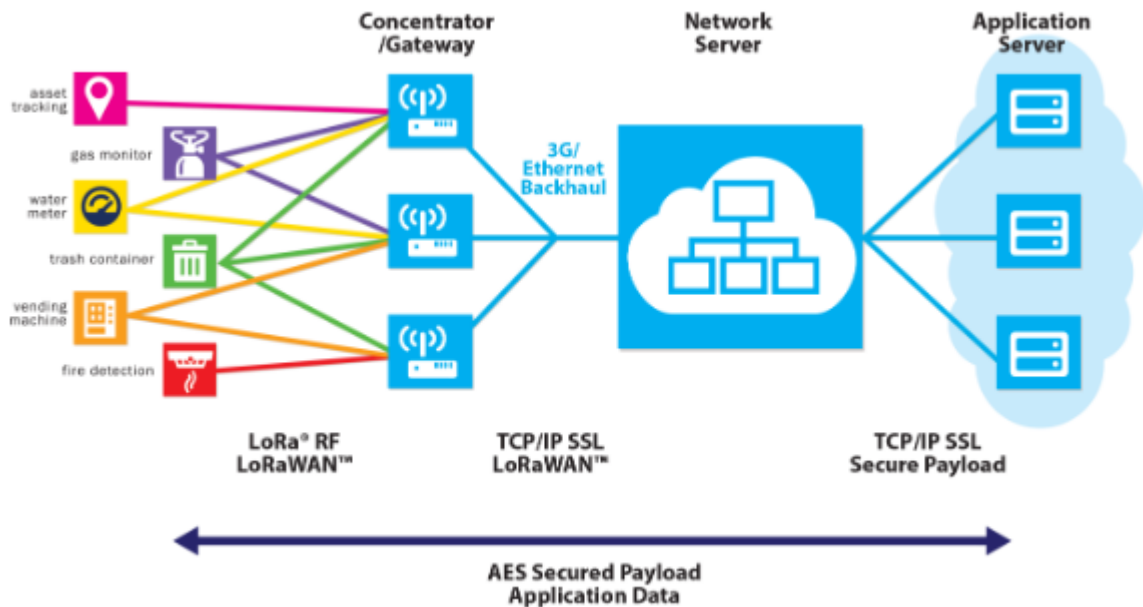 Concentrator
/Gateway
Network
Server
Application
Server
asset
tracking
gas monitor
water
meter
trash container
vending
machine
fire detection
3G/
Ethernet
Backhaul
LoRa® RF
LoRaWAN™
TCP/IP SSL
LoRaWAN™
TCP/IP SSL
Secure Payload
AES Secured Payload
Application Data